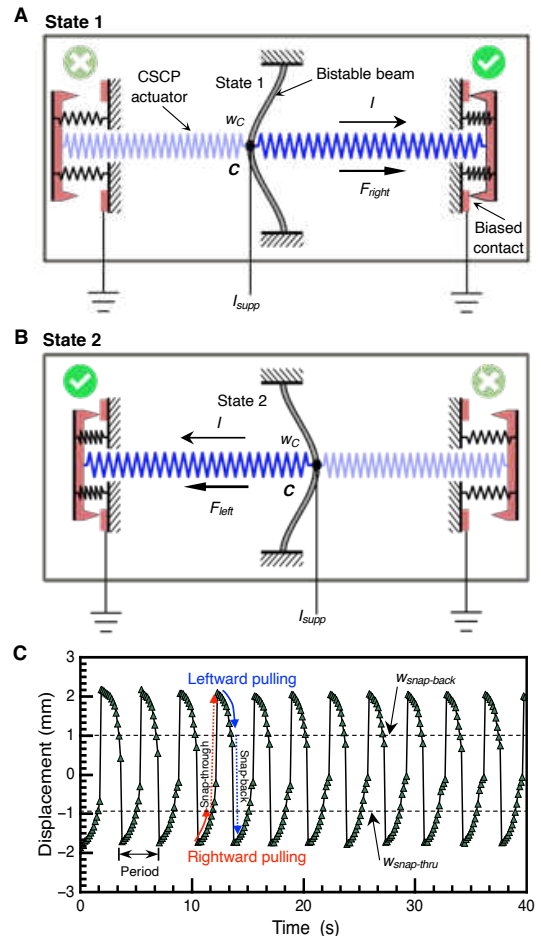 A State 1
CSCP
actuator
State 1
Bistable beam
w_C
I
C
F_right
Biased
contact
I_supp
B State 2
State 2
I
w_C
C
F_left
I_supp
C
Displacement (mm)
3
2
1
0
−1
−2
−3
Leftward pulling
w_snap-back
Snap-through
Snap-back
Rightward pulling
w_snap-thru
Period
0
10
20
30
40
Time (s)